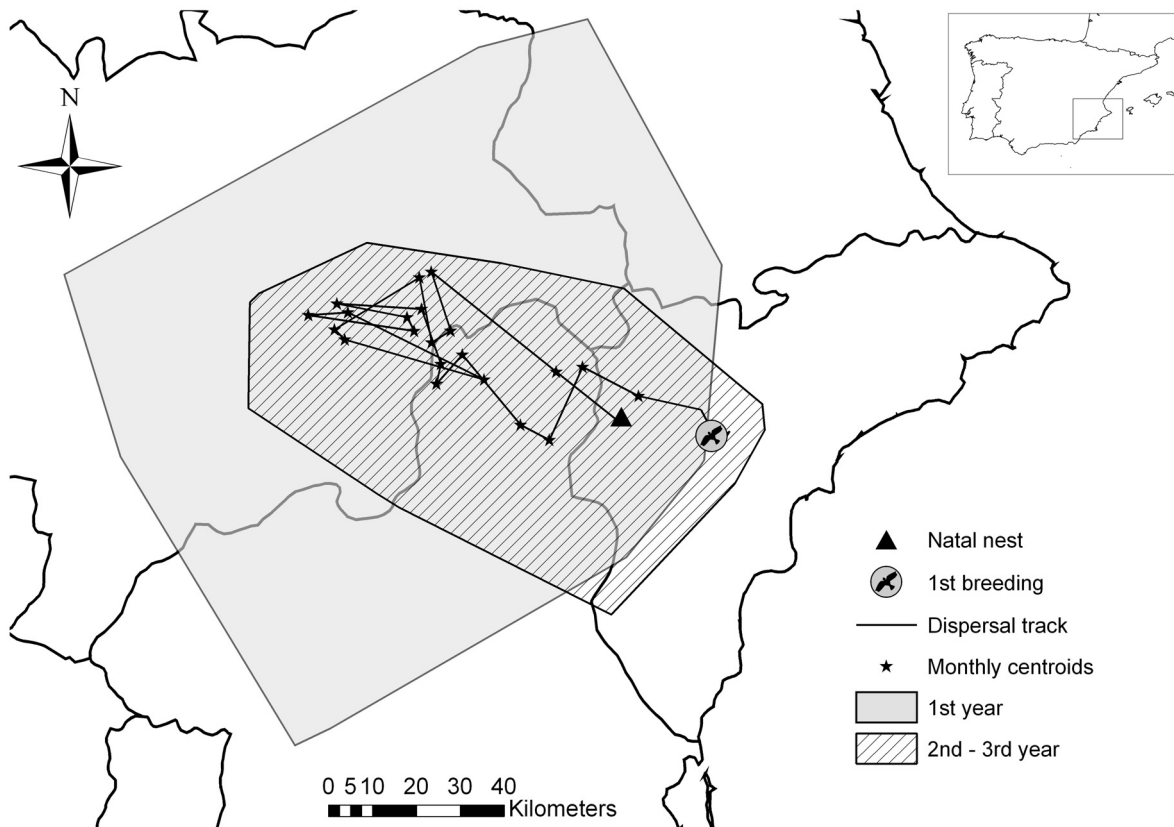 N
Natal nest
1st breeding
Dispersal track
Monthly centroids
1st year
2nd - 3rd year
0 5 10 20 30 40
Kilometers